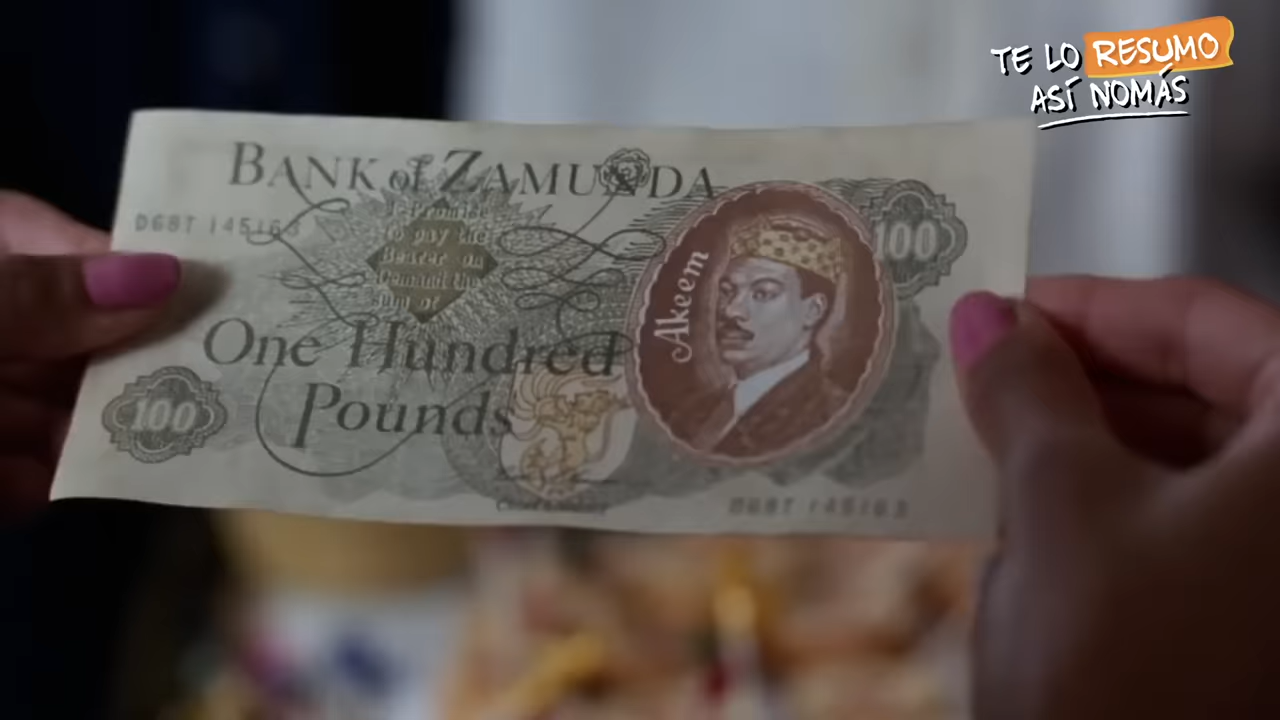 TE LO RESUMO
ASÍ NOMÁS
BANK of ZAMUNDA
D68T 145163
I Promise
to pay the
Bearer on
Demand the
sum of
100
Akeem
One Hundred
Pounds
100
D68T 145163